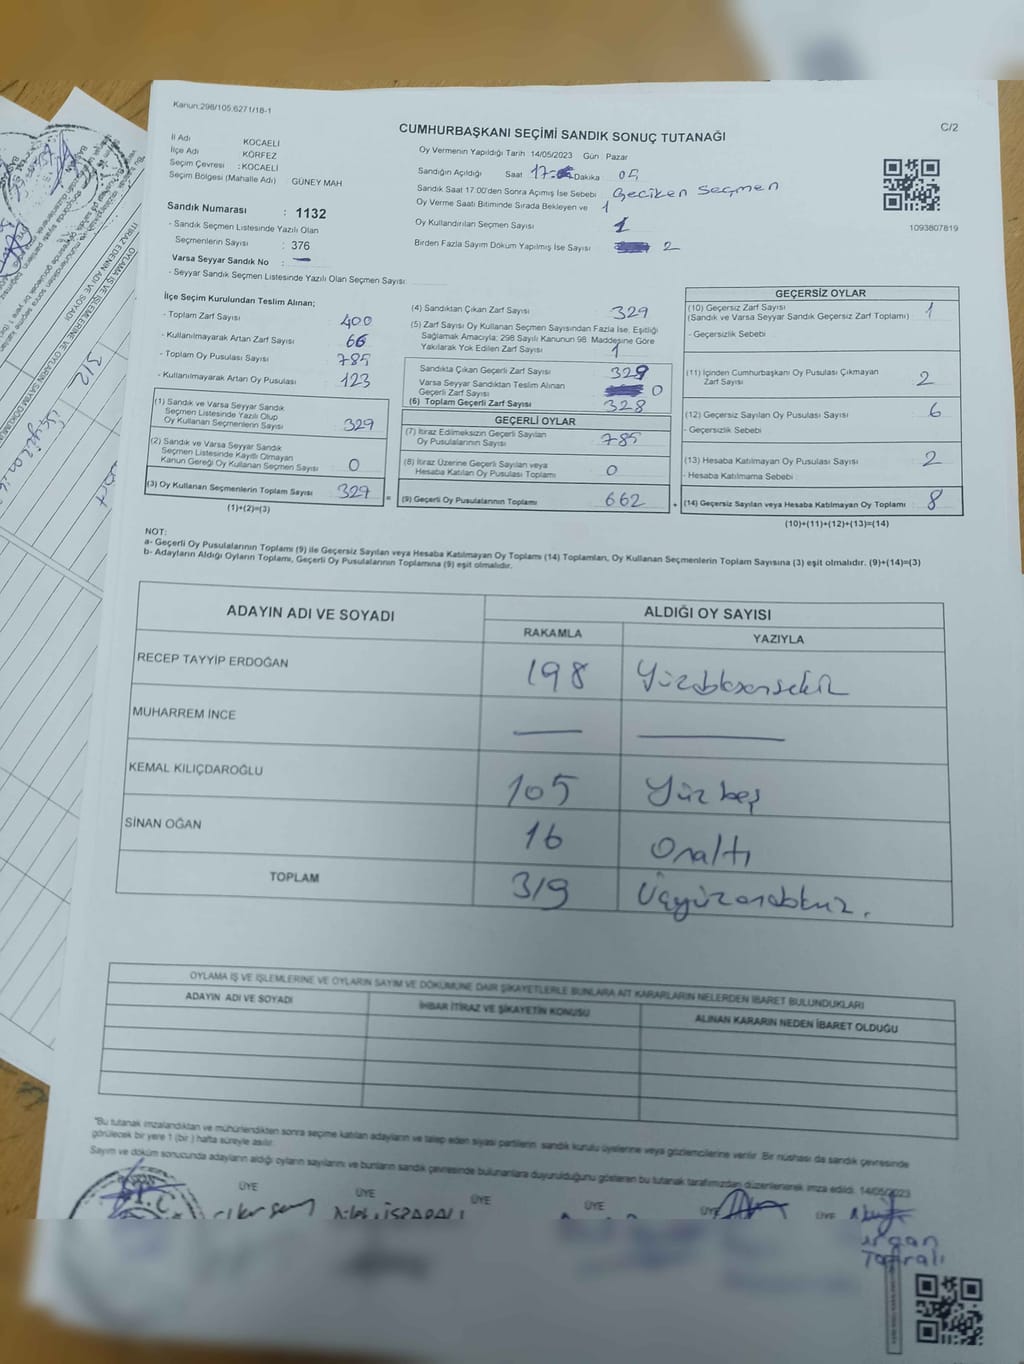 Kanun:298/105.6271/18-1
C/2
CUMHURBAŞKANI SEÇİMİ SANDIK SONUÇ TUTANAĞI
İl Adı KOCAELİ
İlçe Adı KÖRFEZ
Seçim Çevresi : KOCAELİ
Seçim Bölgesi (Mahalle Adı) GÜNEY MAH
Sandık Numarası : 1132
- Sandık Seçmen Listesinde Yazılı Olan
Seçmenlerin Sayısı : 376
Varsa Seyyar Sandık No : —
- Seyyar Sandık Seçmen Listesinde Yazılı Olan Seçmen Sayısı:
Oy Vermenin Yapıldığı Tarih :14/05/2023 Gün Pazar
Sandığın Açıldığı Saat 17 Dakika 05
Sandık Saat 17:00'den Sonra Açımış İse Sebebi Geciken Seçmen
Oy Verme Saati Bitiminde Sırada Bekleyen ve 1
Oy Kullandırılan Seçmen Sayısı 1
Birden Fazla Sayım Döküm Yapılmış İse Sayısı 2
1093807819
İlçe Seçim Kurulundan Teslim Alınan;
- Toplam Zarf Sayısı 400
- Kullanılmayarak Artan Zarf Sayısı 66
- Toplam Oy Pusulası Sayısı 785
- Kullanılmayarak Artan Oy Pusulası 123
(1) Sandık ve Varsa Seyyar Sandık
Seçmen Listesinde Yazılı Olup
Oy Kullanan Seçmenlerin Sayısı 329
(2) Sandık ve Varsa Seyyar Sandık
Seçmen Listesinde Kayıtlı Olmayan
Kanun Gereği Oy Kullanan Seçmen Sayısı 0
(3) Oy Kullanan Seçmenlerin Toplam Sayısı 329
(1)+(2)=(3)
(4) Sandıktan Çıkan Zarf Sayısı 329
(5) Zarf Sayısı Oy Kullanan Seçmen Sayısından Fazla İse, Eşitliği
Sağlamak Amacıyla; 298 Sayılı Kanunun 98. Maddesine Göre
Yakılarak Yok Edilen Zarf Sayısı 1
Sandıkta Çıkan Geçerli Zarf Sayısı 329
Varsa Seyyar Sandıktan Teslim Alınan
Geçerli Zarf Sayısı 0
(6) Toplam Geçerli Zarf Sayısı 328
GEÇERLİ OYLAR
(7) İtiraz Edilmeksizin Geçerli Sayılan
Oy Pusulalarının Sayısı 785
(8) İtiraz Üzerine Geçerli Sayılan veya
Hesaba Katılan Oy Pusulası Toplamı 0
= (9) Geçerli Oy Pusulalarının Toplamı 662
GEÇERSİZ OYLAR
(10) Geçersiz Zarf Sayısı 1
(Sandık ve Varsa Seyyar Sandık Geçersiz Zarf Toplamı)
- Geçersizlik Sebebi
(11) İçinden Cumhurbaşkanı Oy Pusulası Çıkmayan
Zarf Sayısı 2
(12) Geçersiz Sayılan Oy Pusulası Sayısı 6
- Geçersizlik Sebebi
(13) Hesaba Katılmayan Oy Pusulası Sayısı 2
- Hesaba Katılmama Sebebi
+ (14) Geçersiz Sayılan veya Hesaba Katılmayan Oy Toplamı 8
(10)+(11)+(12)+(13)=(14)
NOT:
a- Geçerli Oy Pusulalarının Toplamı (9) ile Geçersiz Sayılan veya Hesaba Katılmayan Oy Toplamı (14) Toplamları, Oy Kullanan Seçmenlerin Toplam Sayısına (3) eşit olmalıdır. (9)+(14)=(3)
b- Adayların Aldığı Oyların Toplamı, Geçerli Oy Pusulalarının Toplamına (9) eşit olmalıdır.
ADAYIN ADI VE SOYADI ALDIĞI OY SAYISI
RAKAMLA YAZIYLA
RECEP TAYYİP ERDOĞAN 198 Yüzdoksansekiz
MUHARREM İNCE — —
KEMAL KILIÇDAROĞLU 105 Yüz beş
SİNAN OĞAN 16 Onaltı
TOPLAM 319 Üçyüzondokuz.
OYLAMA İŞ VE İŞLEMLERİNE VE OYLARIN SAYIM VE DÖKÜMÜNE DAİR ŞİKAYETLERLE BUNLARA AİT KARARLARIN NELERDEN İBARET BULUNDUKLARI
ADAYIN ADI VE SOYADI İHBAR İTİRAZ VE ŞİKAYETİN KONUSU ALINAN KARARIN NEDEN İBARET OLDUĞU
*Bu tutanak imzalandıktan ve mühürlendikten sonra seçime katılan adayların ve talep eden siyasi partilerin sandık kurulu üyelerine veya gözlemcilerine verilir. Bir nüshası da sandık çevresinde
görülecek bir yere 1 (bir) hafta süreyle asılır.
Sayım ve döküm sonucunda adayların aldığı oyların sayılarını ve bunların sandık çevresinde bulunanlara duyurulduğunu gösteren bu tutanak tarafımızdan düzenlenerek imza edildi. 14/05/2023
ÜYE ÜYE ÜYE ÜYE ÜYE ÜYE